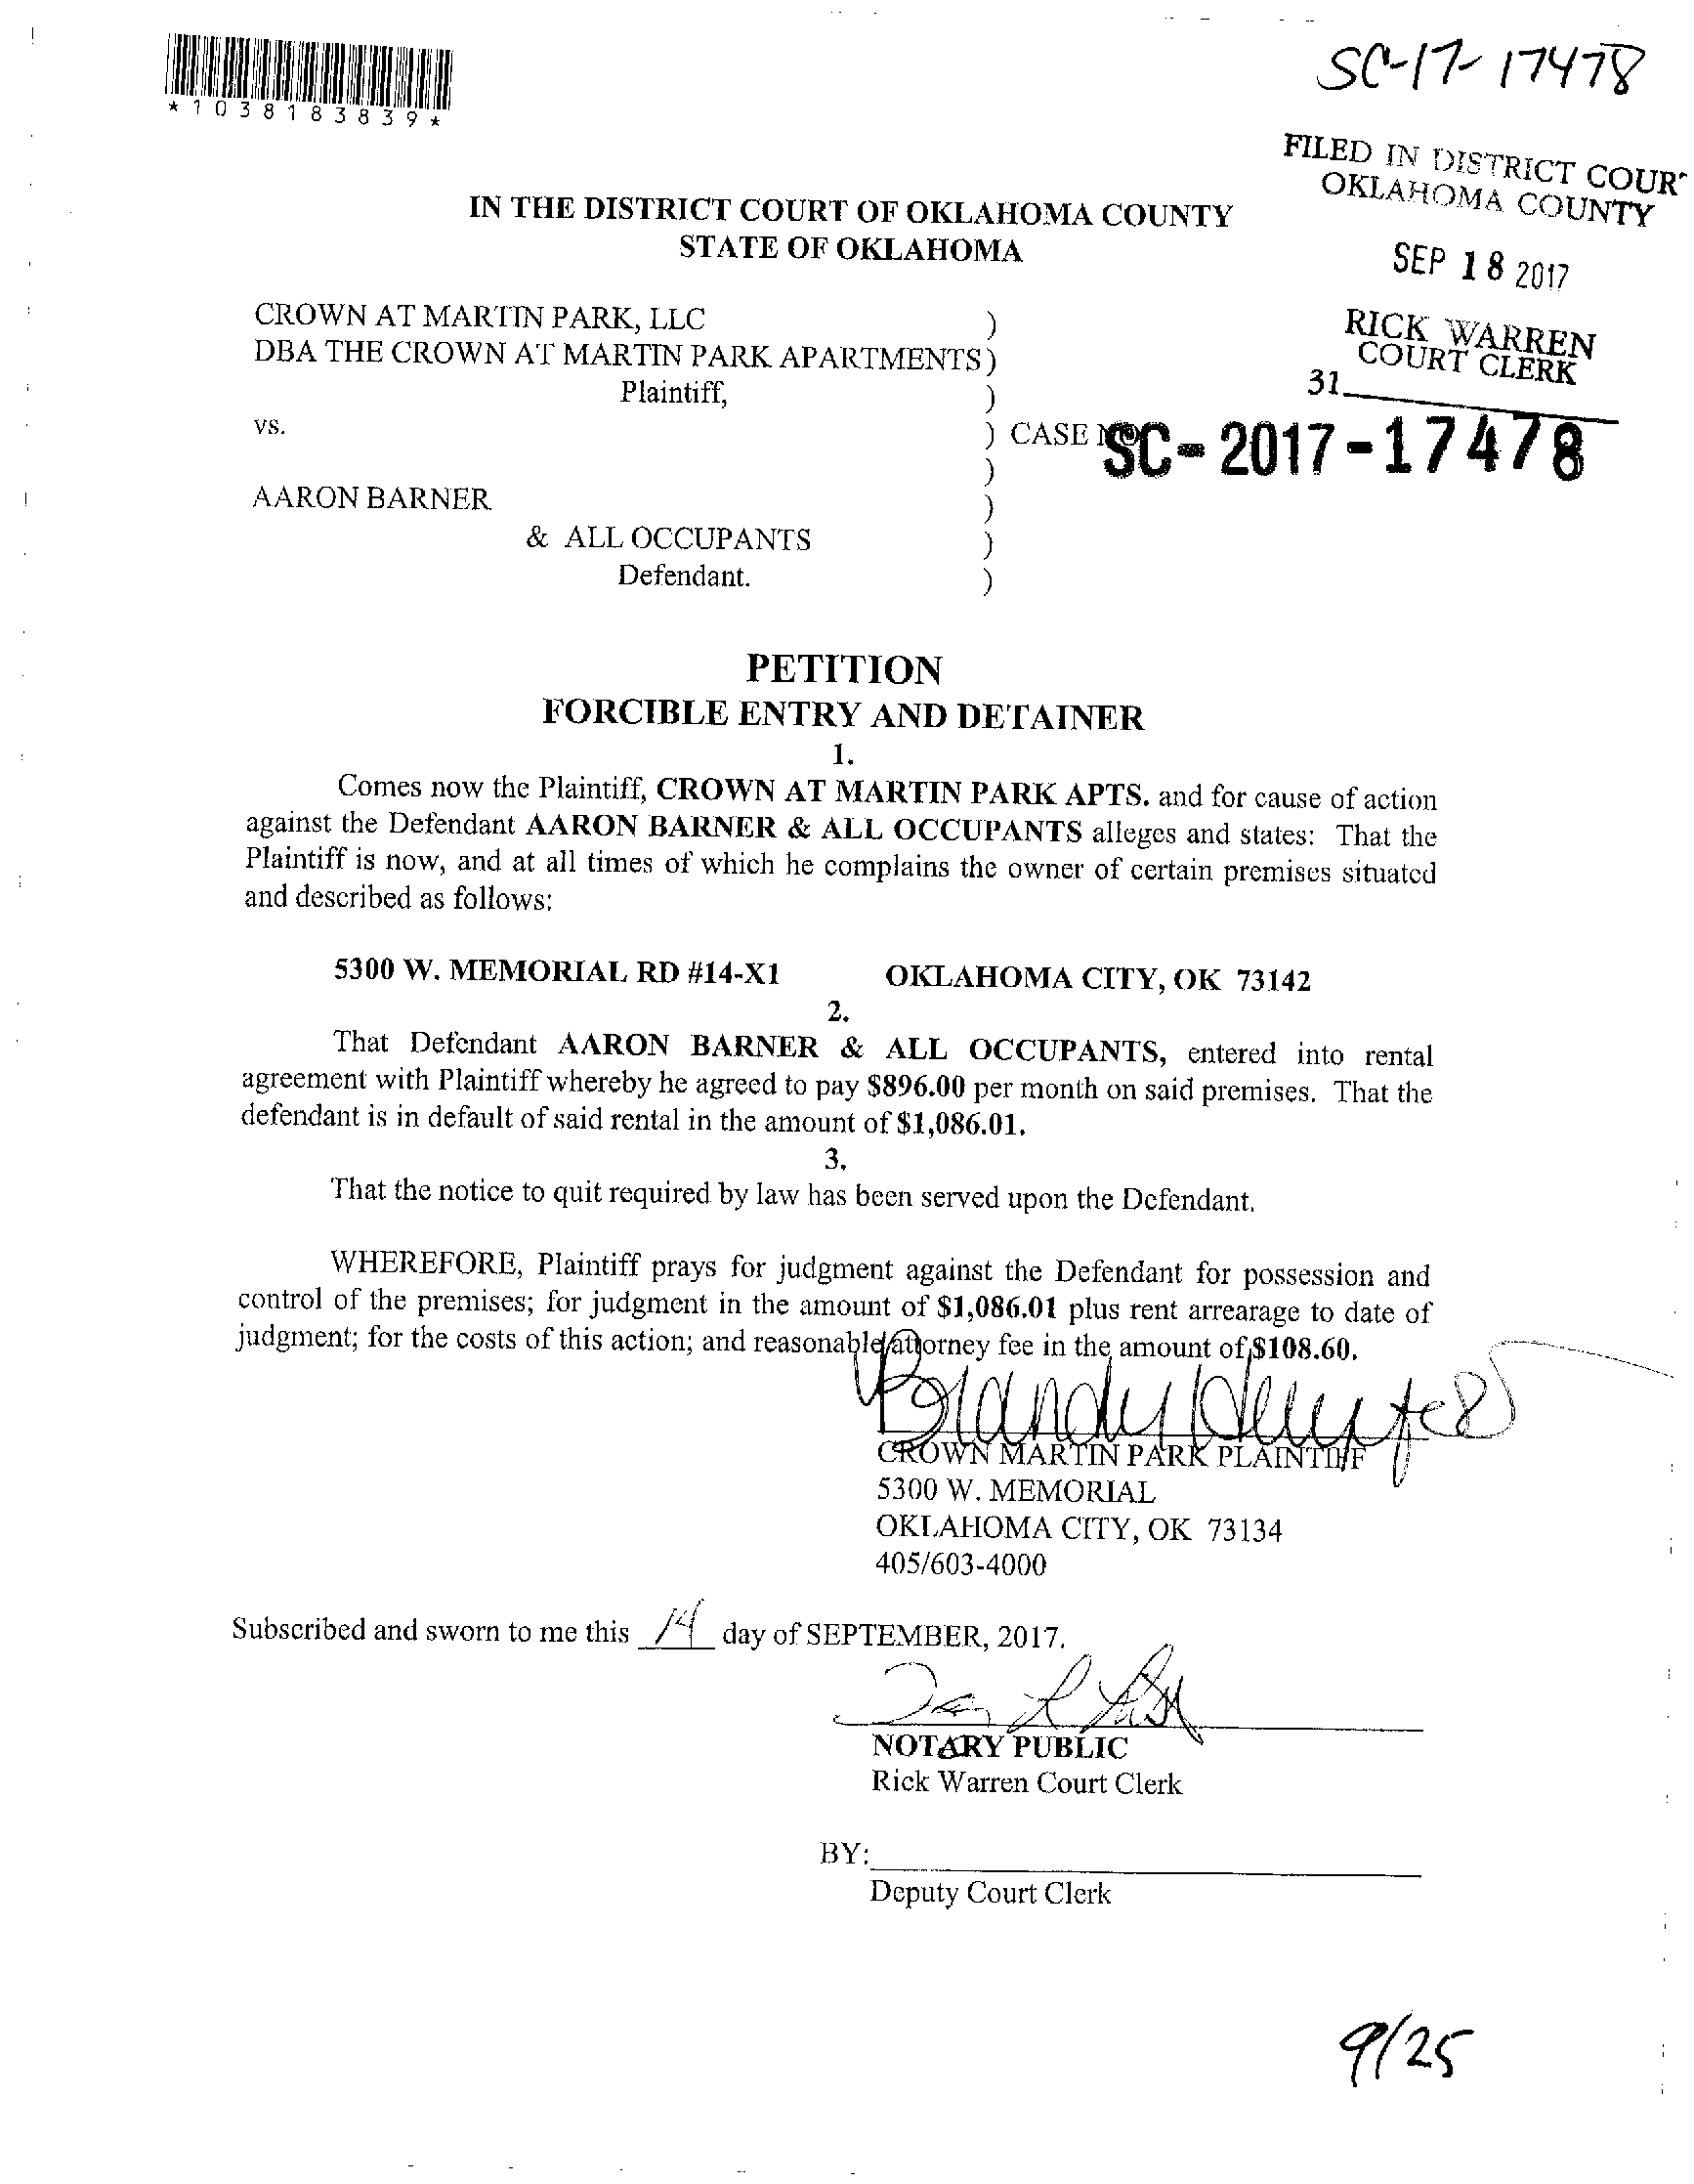 SC-17-17478
*1038183839*
FILED IN DISTRICT COUR
OKLAHOMA COUNTY
IN THE DISTRICT COURT OF OKLAHOMA COUNTY
STATE OF OKLAHOMA
SEP 18 2017
RICK WARREN
COURT CLERK
31
CROWN AT MARTIN PARK, LLC )
DBA THE CROWN AT MARTIN PARK APARTMENTS )
Plaintiff, )
vs. ) CASE SC-2017-17478
)
AARON BARNER )
& ALL OCCUPANTS )
Defendant. )
PETITION
FORCIBLE ENTRY AND DETAINER
1.
Comes now the Plaintiff, CROWN AT MARTIN PARK APTS. and for cause of action
against the Defendant AARON BARNER & ALL OCCUPANTS alleges and states: That the
Plaintiff is now, and at all times of which he complains the owner of certain premises situated
and described as follows:
5300 W. MEMORIAL RD #14-X1 OKLAHOMA CITY, OK 73142
2.
That Defendant AARON BARNER & ALL OCCUPANTS, entered into rental
agreement with Plaintiff whereby he agreed to pay $896.00 per month on said premises. That the
defendant is in default of said rental in the amount of $1,086.01.
3.
That the notice to quit required by law has been served upon the Defendant.
WHEREFORE, Plaintiff prays for judgment against the Defendant for possession and
control of the premises; for judgment in the amount of $1,086.01 plus rent arrearage to date of
judgment; for the costs of this action; and reasonable attorney fee in the amount of $108.60.
Brandy
CROWN MARTIN PARK PLAINTIFF
5300 W. MEMORIAL
OKLAHOMA CITY, OK 73134
405/603-4000
Subscribed and sworn to me this 14 day of SEPTEMBER, 2017.
NOTARY PUBLIC
Rick Warren Court Clerk
BY:
Deputy Court Clerk
9/25